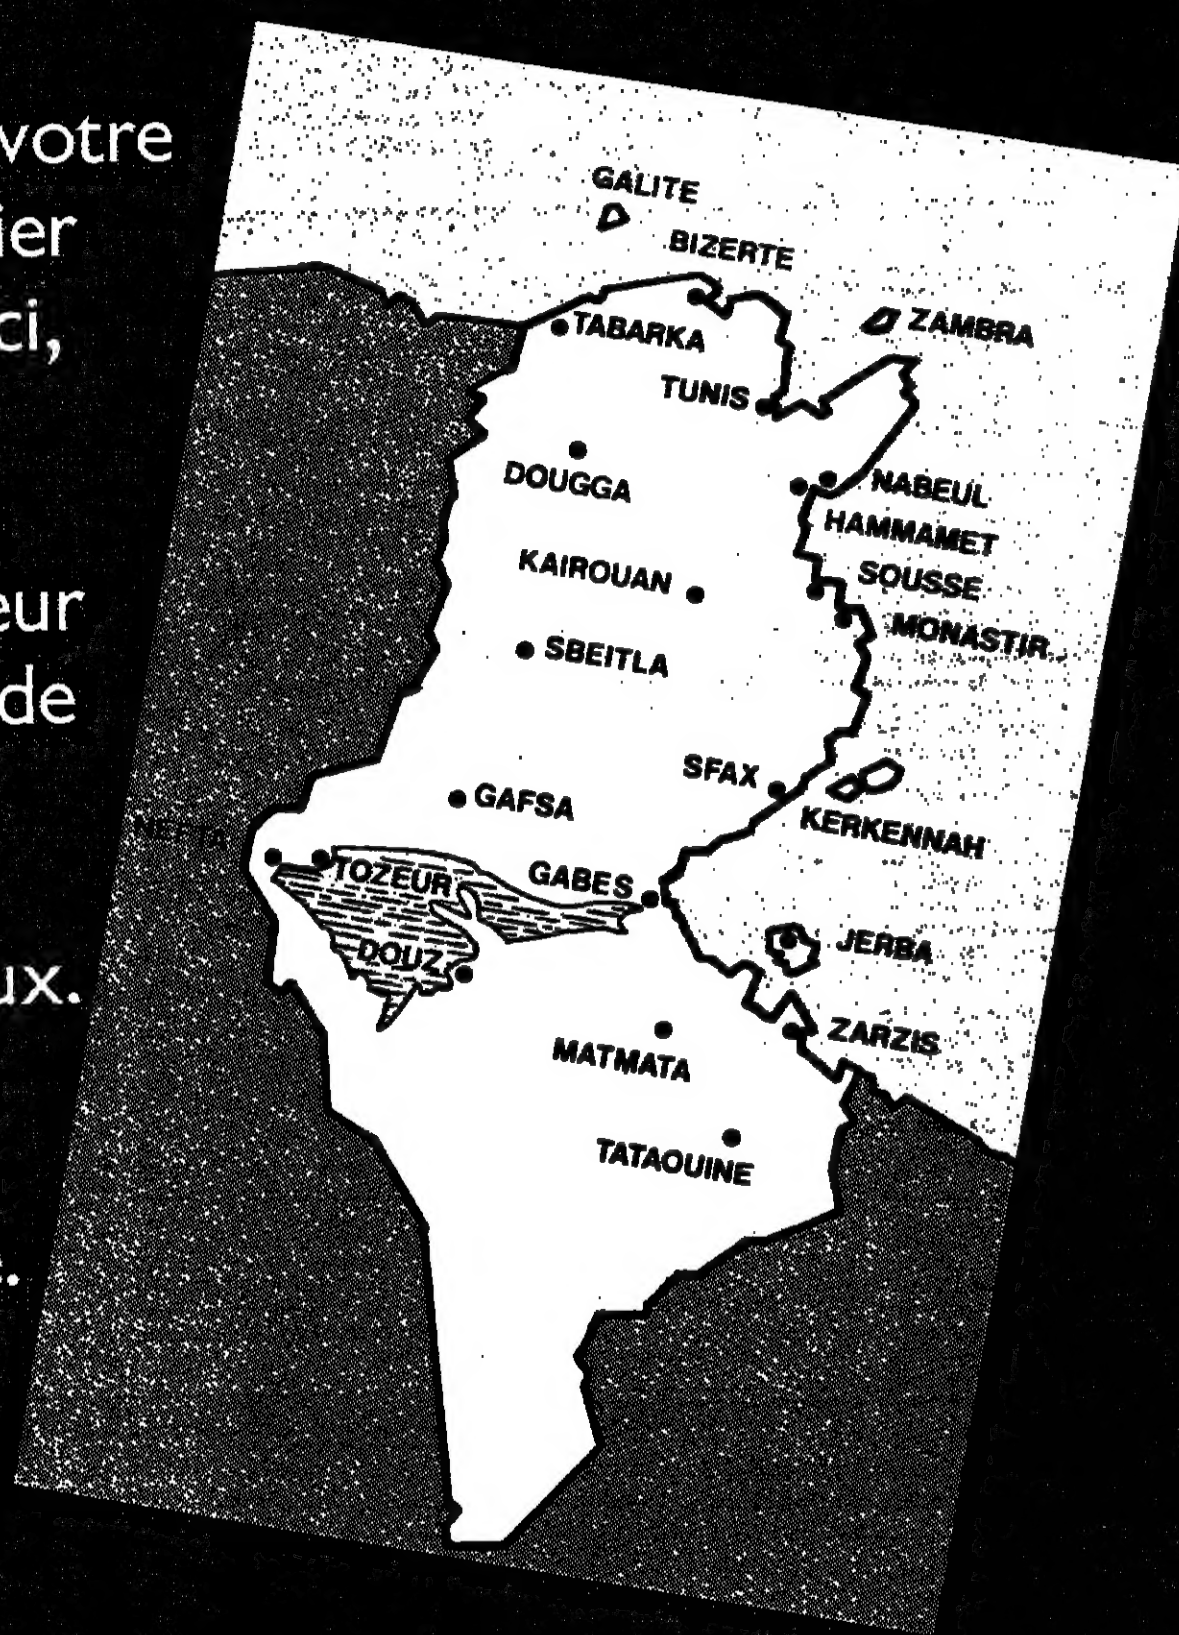 votre
ier
ci,
eur
de
ux.
.
GALITE
BIZERTE
TABARKA
ZAMBRA
TUNIS
DOUGGA
NABEUL
HAMMAMET
KAIROUAN
SOUSSE
MONASTIR
SBEITLA
SFAX
GAFSA
KERKENNAH
NEFTA
TOZEUR
GABES
DOUZ
JERBA
ZARZIS
MATMATA
TATAOUINE